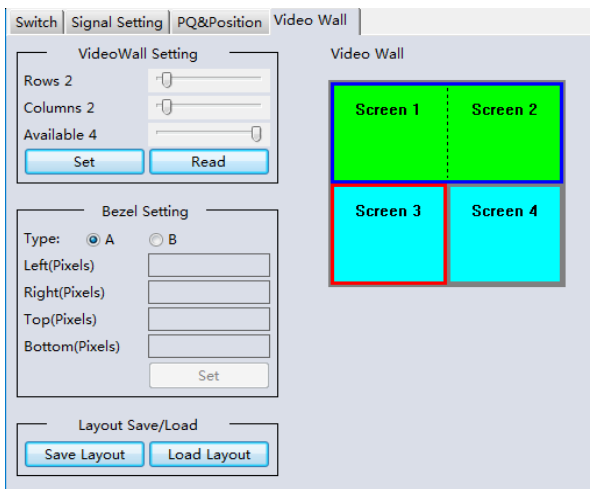 Switch Signal Setting PQ&Position Video Wall
VideoWall Setting
Rows 2
Columns 2
Available 4
Set Read
Bezel Setting
Type: A B
Left(Pixels)
Right(Pixels)
Top(Pixels)
Bottom(Pixels)
Set
Layout Save/Load
Save Layout Load Layout
Video Wall
Screen 1 Screen 2
Screen 3 Screen 4